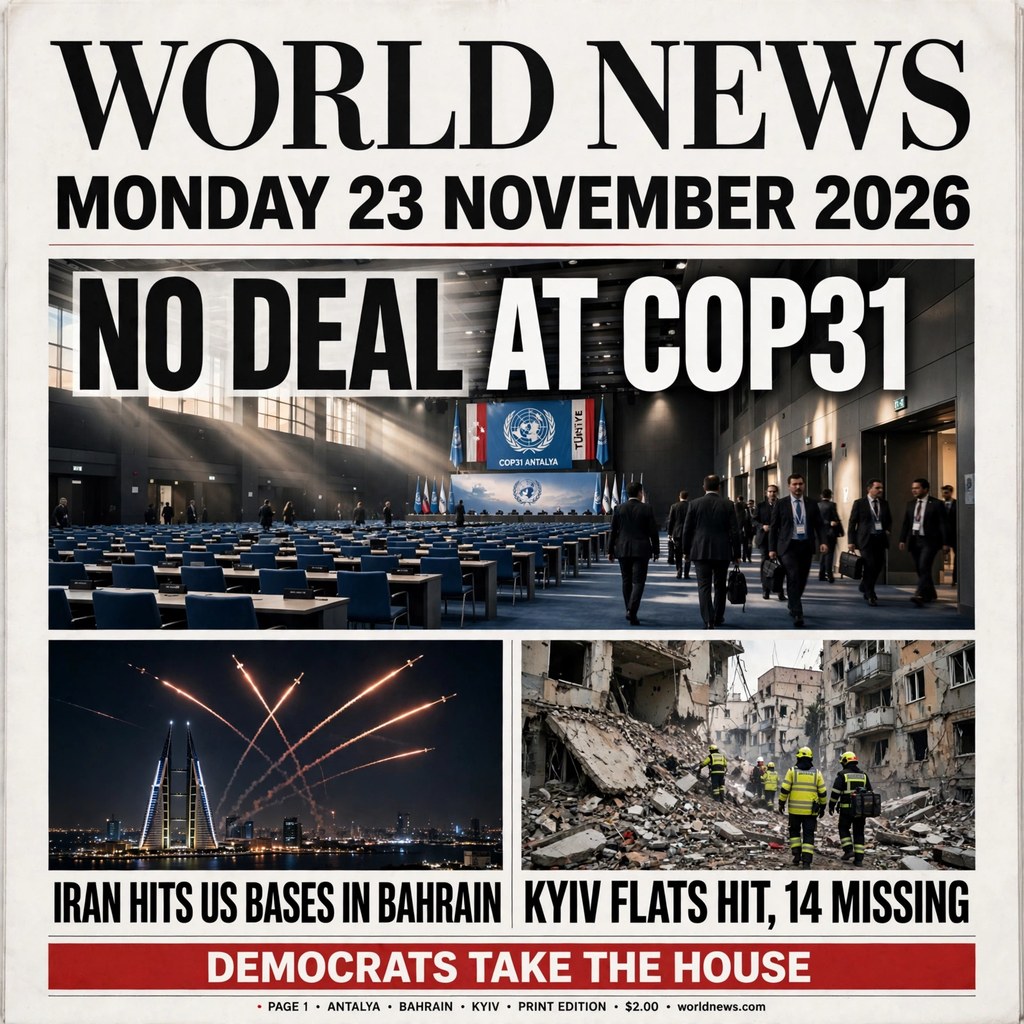 WORLD NEWS
MONDAY 23 NOVEMBER 2026
NO DEAL AT COP31
TÜRKİYE
COP31 ANTALYA
IRAN HITS US BASES IN BAHRAIN
KYIV FLATS HIT, 14 MISSING
DEMOCRATS TAKE THE HOUSE
• PAGE 1 • ANTALYA • BAHRAIN • KYIV • PRINT EDITION • $2.00 • worldnews.com